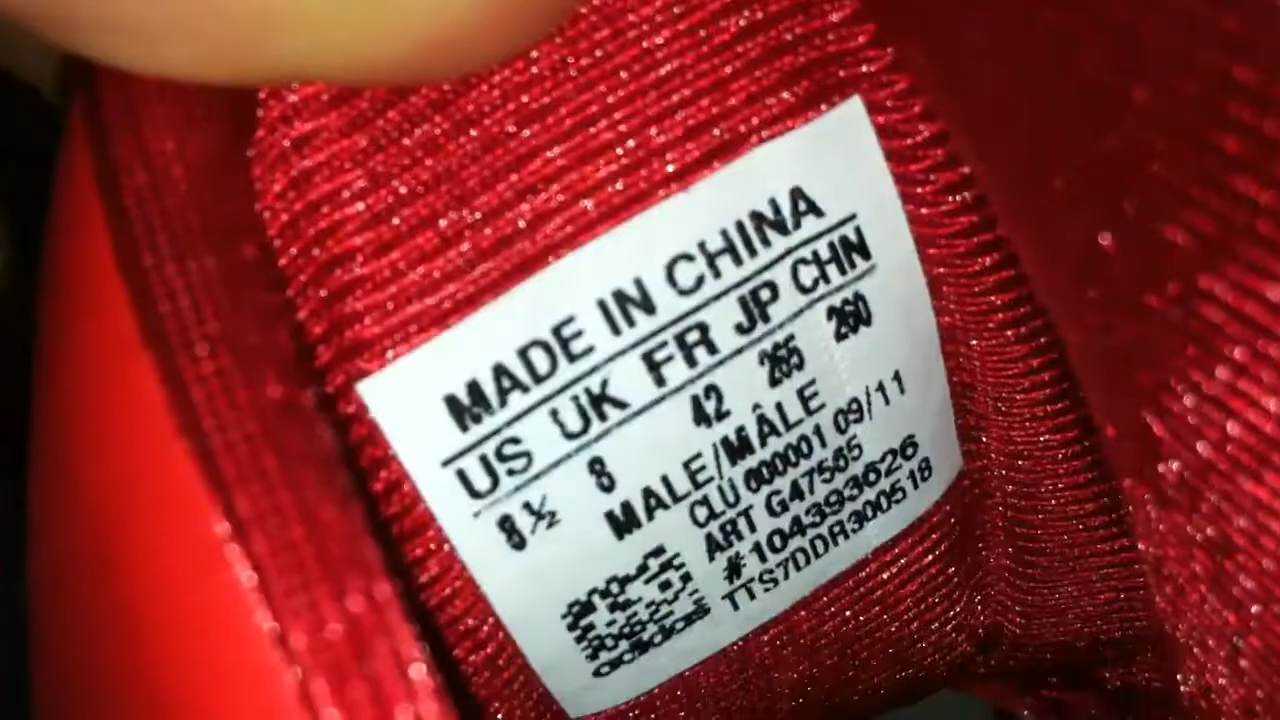 MADE IN CHINA
US UK FR JP CHN
8½ 8 42 265 260
MALE/MÂLE
CLU 000001 09/11
ART G47565
#104393626
TTS7DDR300518
adidas